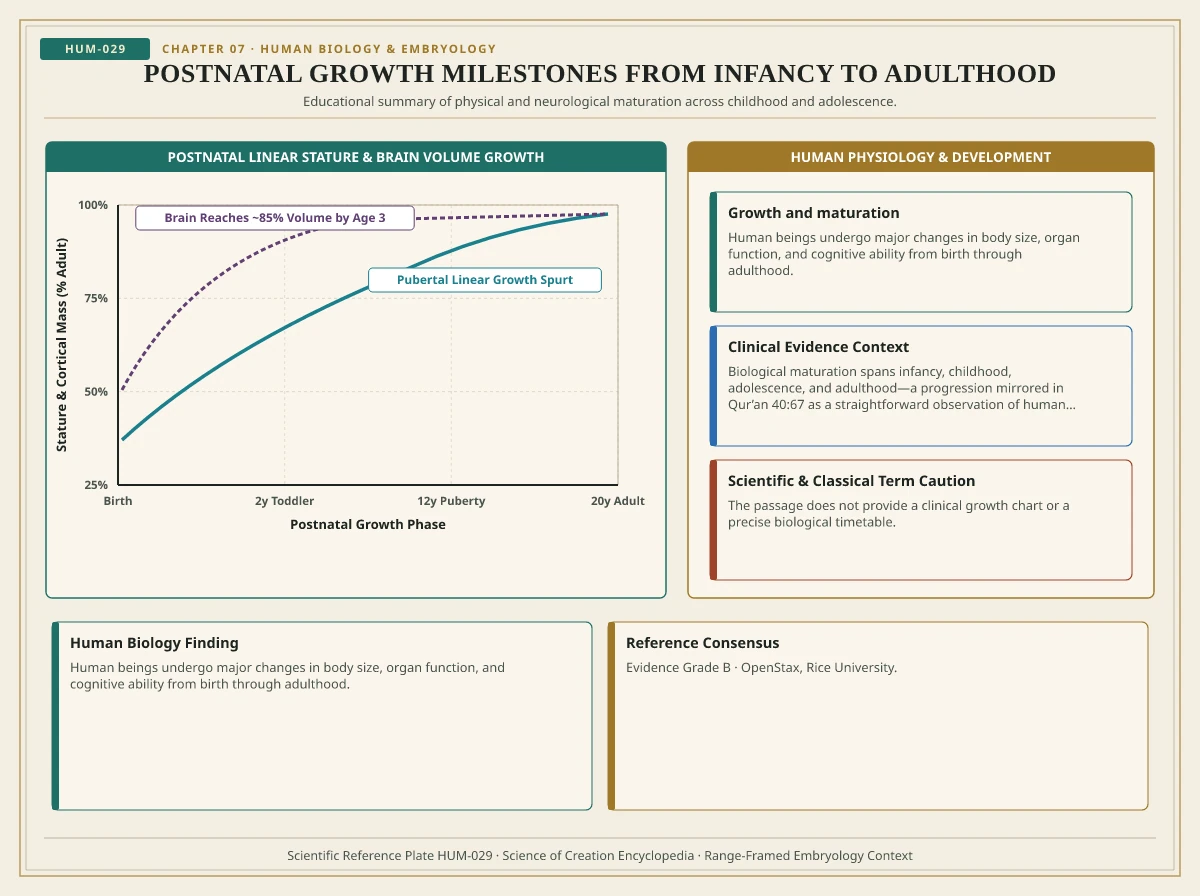 HUM-029
CHAPTER 07 · HUMAN BIOLOGY & EMBRYOLOGY
POSTNATAL GROWTH MILESTONES FROM INFANCY TO ADULTHOOD
Educational summary of physical and neurological maturation across childhood and adolescence.
POSTNATAL LINEAR STATURE & BRAIN VOLUME GROWTH
Stature & Cortical Mass (% Adult)
100%
75%
50%
25%
Brain Reaches ~85% Volume by Age 3
Pubertal Linear Growth Spurt
Birth
2y Toddler
12y Puberty
20y Adult
Postnatal Growth Phase
HUMAN PHYSIOLOGY & DEVELOPMENT
Growth and maturation
Human beings undergo major changes in body size, organ
function, and cognitive ability from birth through
adulthood.
Clinical Evidence Context
Biological maturation spans infancy, childhood,
adolescence, and adulthood—a progression mirrored in
Qur’an 40:67 as a straightforward observation of human…
Scientific & Classical Term Caution
The passage does not provide a clinical growth chart or a
precise biological timetable.
Human Biology Finding
Human beings undergo major changes in body size, organ function, and
cognitive ability from birth through adulthood.
Reference Consensus
Evidence Grade B · OpenStax, Rice University.
Scientific Reference Plate HUM-029 · Science of Creation Encyclopedia · Range-Framed Embryology Context